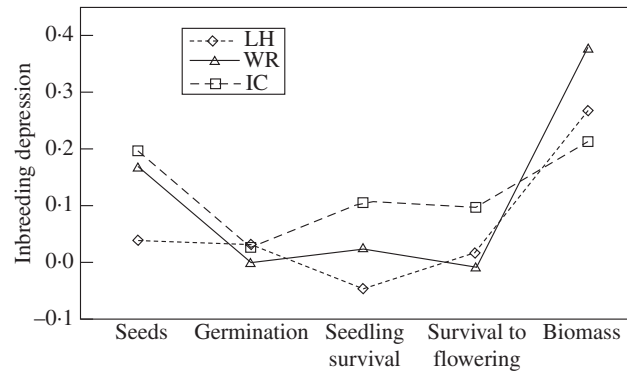 0·4
0·3
0·2
0·1
0·0
–0·1
Inbreeding depression
LH
WR
IC
Seeds
Germination
Seedling
survival
Survival to
flowering
Biomass